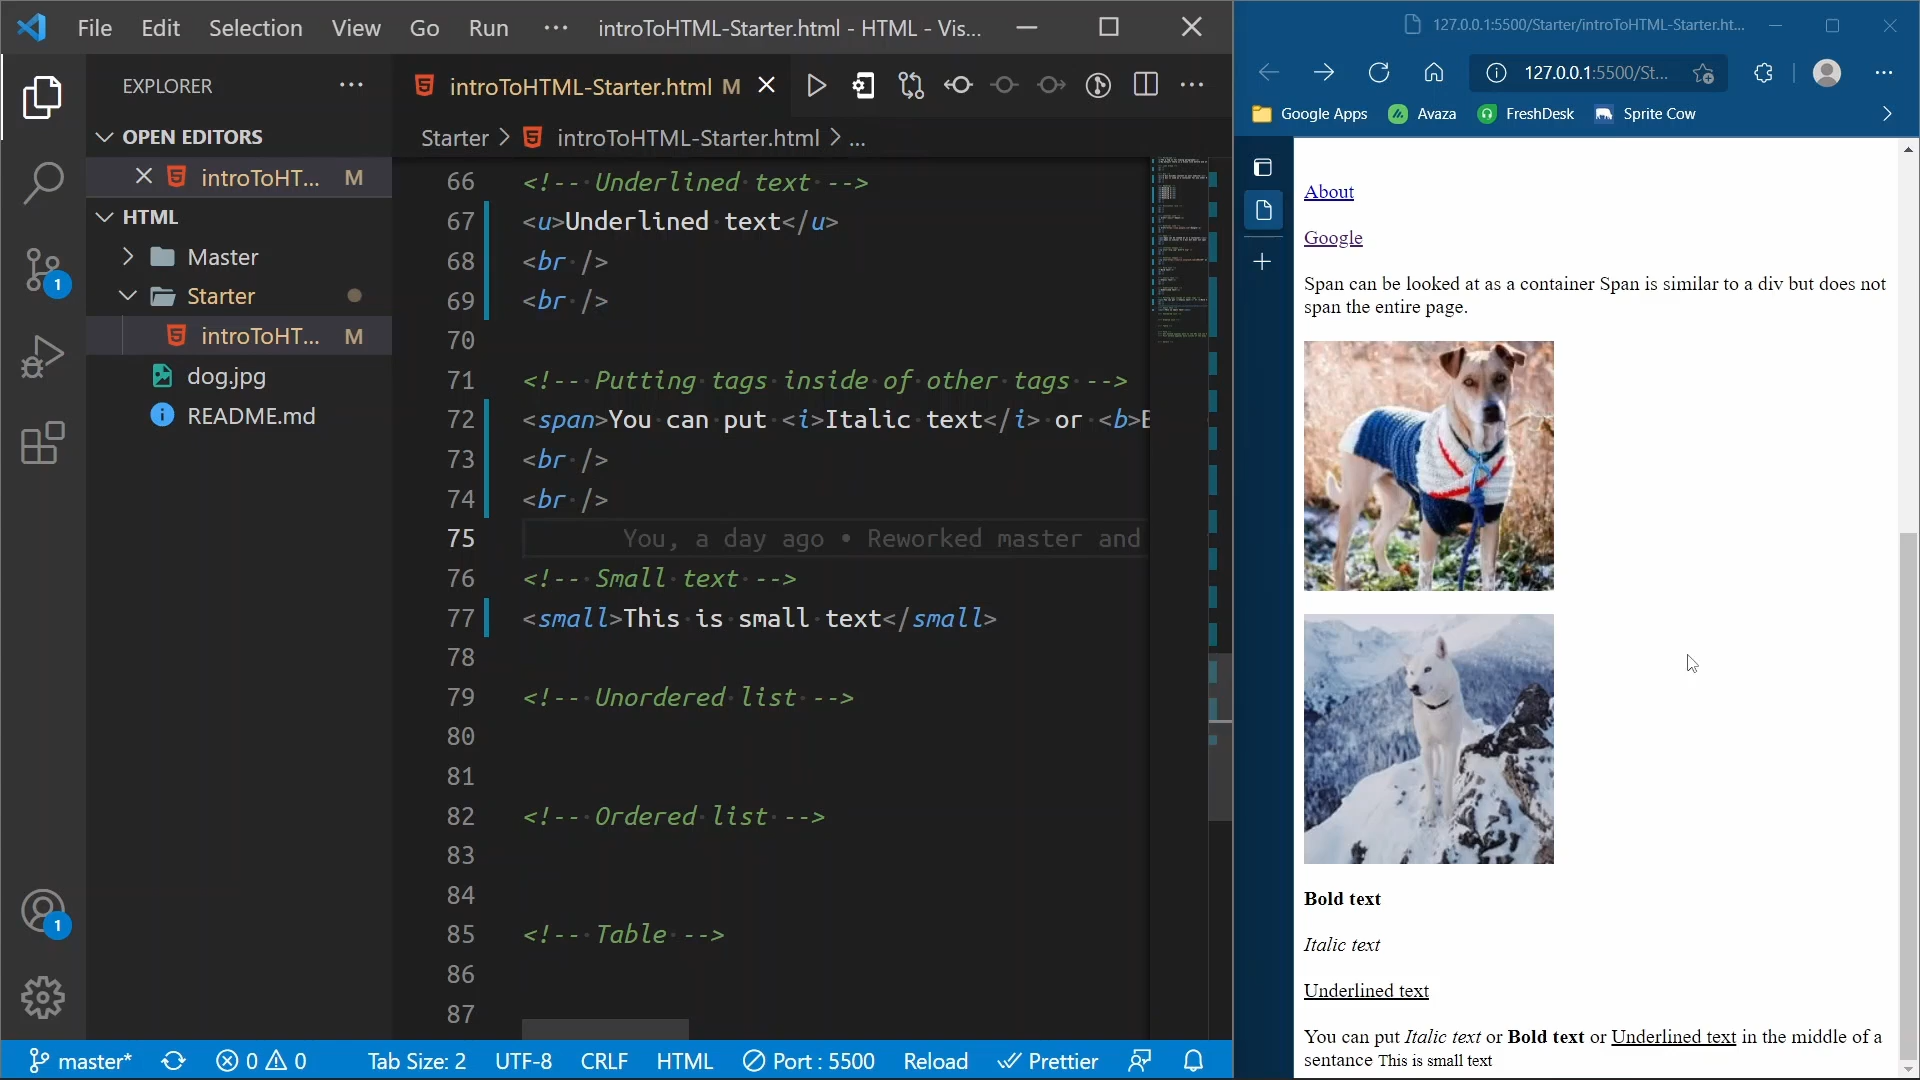 File Edit Selection View Go Run ··· introToHTML-Starter.html - HTML - Vis...
EXPLORER ···
OPEN EDITORS
introToHT... M
HTML
Master
Starter
introToHT... M
dog.jpg
README.md
1
1
introToHTML-Starter.html M
Starter > introToHTML-Starter.html > ...
66 <!-- Underlined text -->
67 <u>Underlined text</u>
68 <br />
69 <br />
70
71 <!-- Putting tags inside of other tags -->
72 <span>You can put <i>Italic text</i> or <b>
73 <br />
74 <br />
75 You, a day ago • Reworked master and
76 <!-- Small text -->
77 <small>This is small text</small>
78
79 <!-- Unordered list -->
80
81
82 <!-- Ordered list -->
83
84
85 <!-- Table -->
86
87
master* 0 0 Tab Size: 2 UTF-8 CRLF HTML Port : 5500 Reload Prettier
127.0.0.1:5500/Starter/introToHTML-Starter.ht...
127.0.0.1:5500/St...
Google Apps Avaza FreshDesk Sprite Cow
About
Google
Span can be looked at as a container Span is similar to a div but does not
span the entire page.
Bold text
Italic text
Underlined text
You can put Italic text or Bold text or Underlined text in the middle of a
sentance This is small text